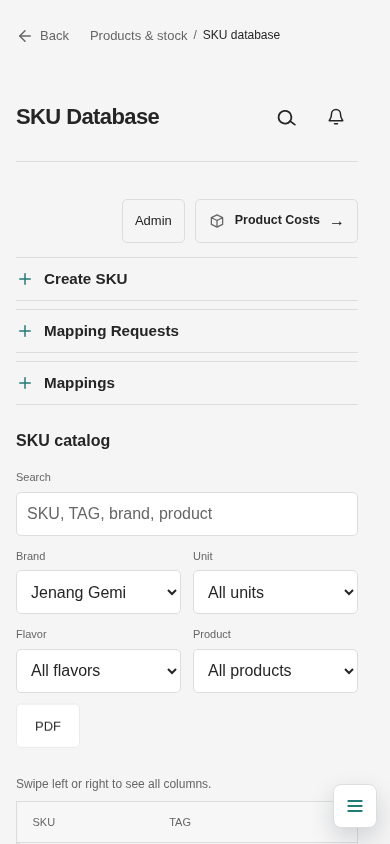 Back Products & stock / SKU database
SKU Database
Admin Product Costs →
Create SKU
Mapping Requests
Mappings
SKU catalog
Search
SKU, TAG, brand, product
Brand Unit
Jenang Gemi All units
Flavor Product
All flavors All products
PDF
Swipe left or right to see all columns.
SKU TAG